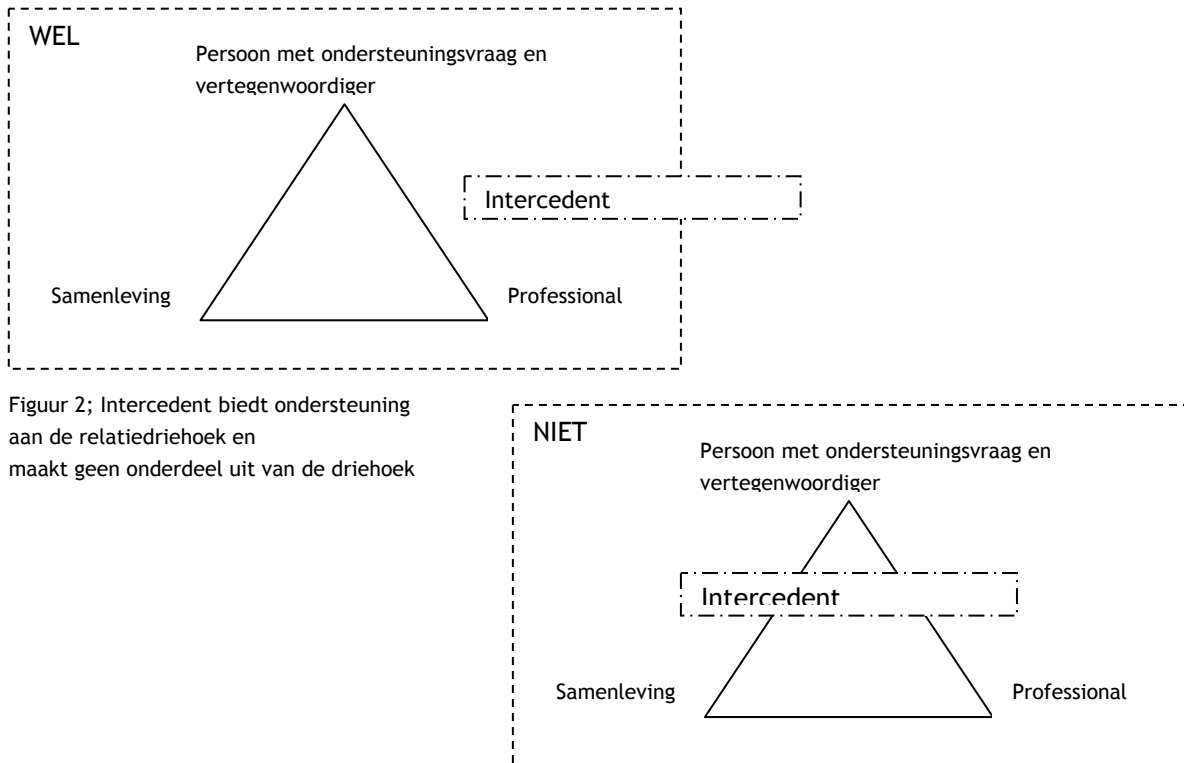 WEL
Persoon met ondersteuningsvraag en
vertegenwoordiger
Intercedent
Samenleving
Professional
Figuur 2; Intercedent biedt ondersteuning
aan de relatiedriehoek en
maakt geen onderdeel uit van de driehoek
NIET
Persoon met ondersteuningsvraag en
vertegenwoordiger
Intercedent
Samenleving
Professional